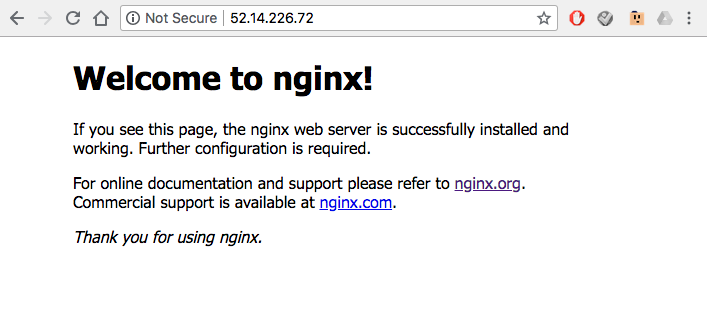 Not Secure 52.14.226.72
Welcome to nginx!
If you see this page, the nginx web server is successfully installed and
working. Further configuration is required.
For online documentation and support please refer to nginx.org.
Commercial support is available at nginx.com.
Thank you for using nginx.